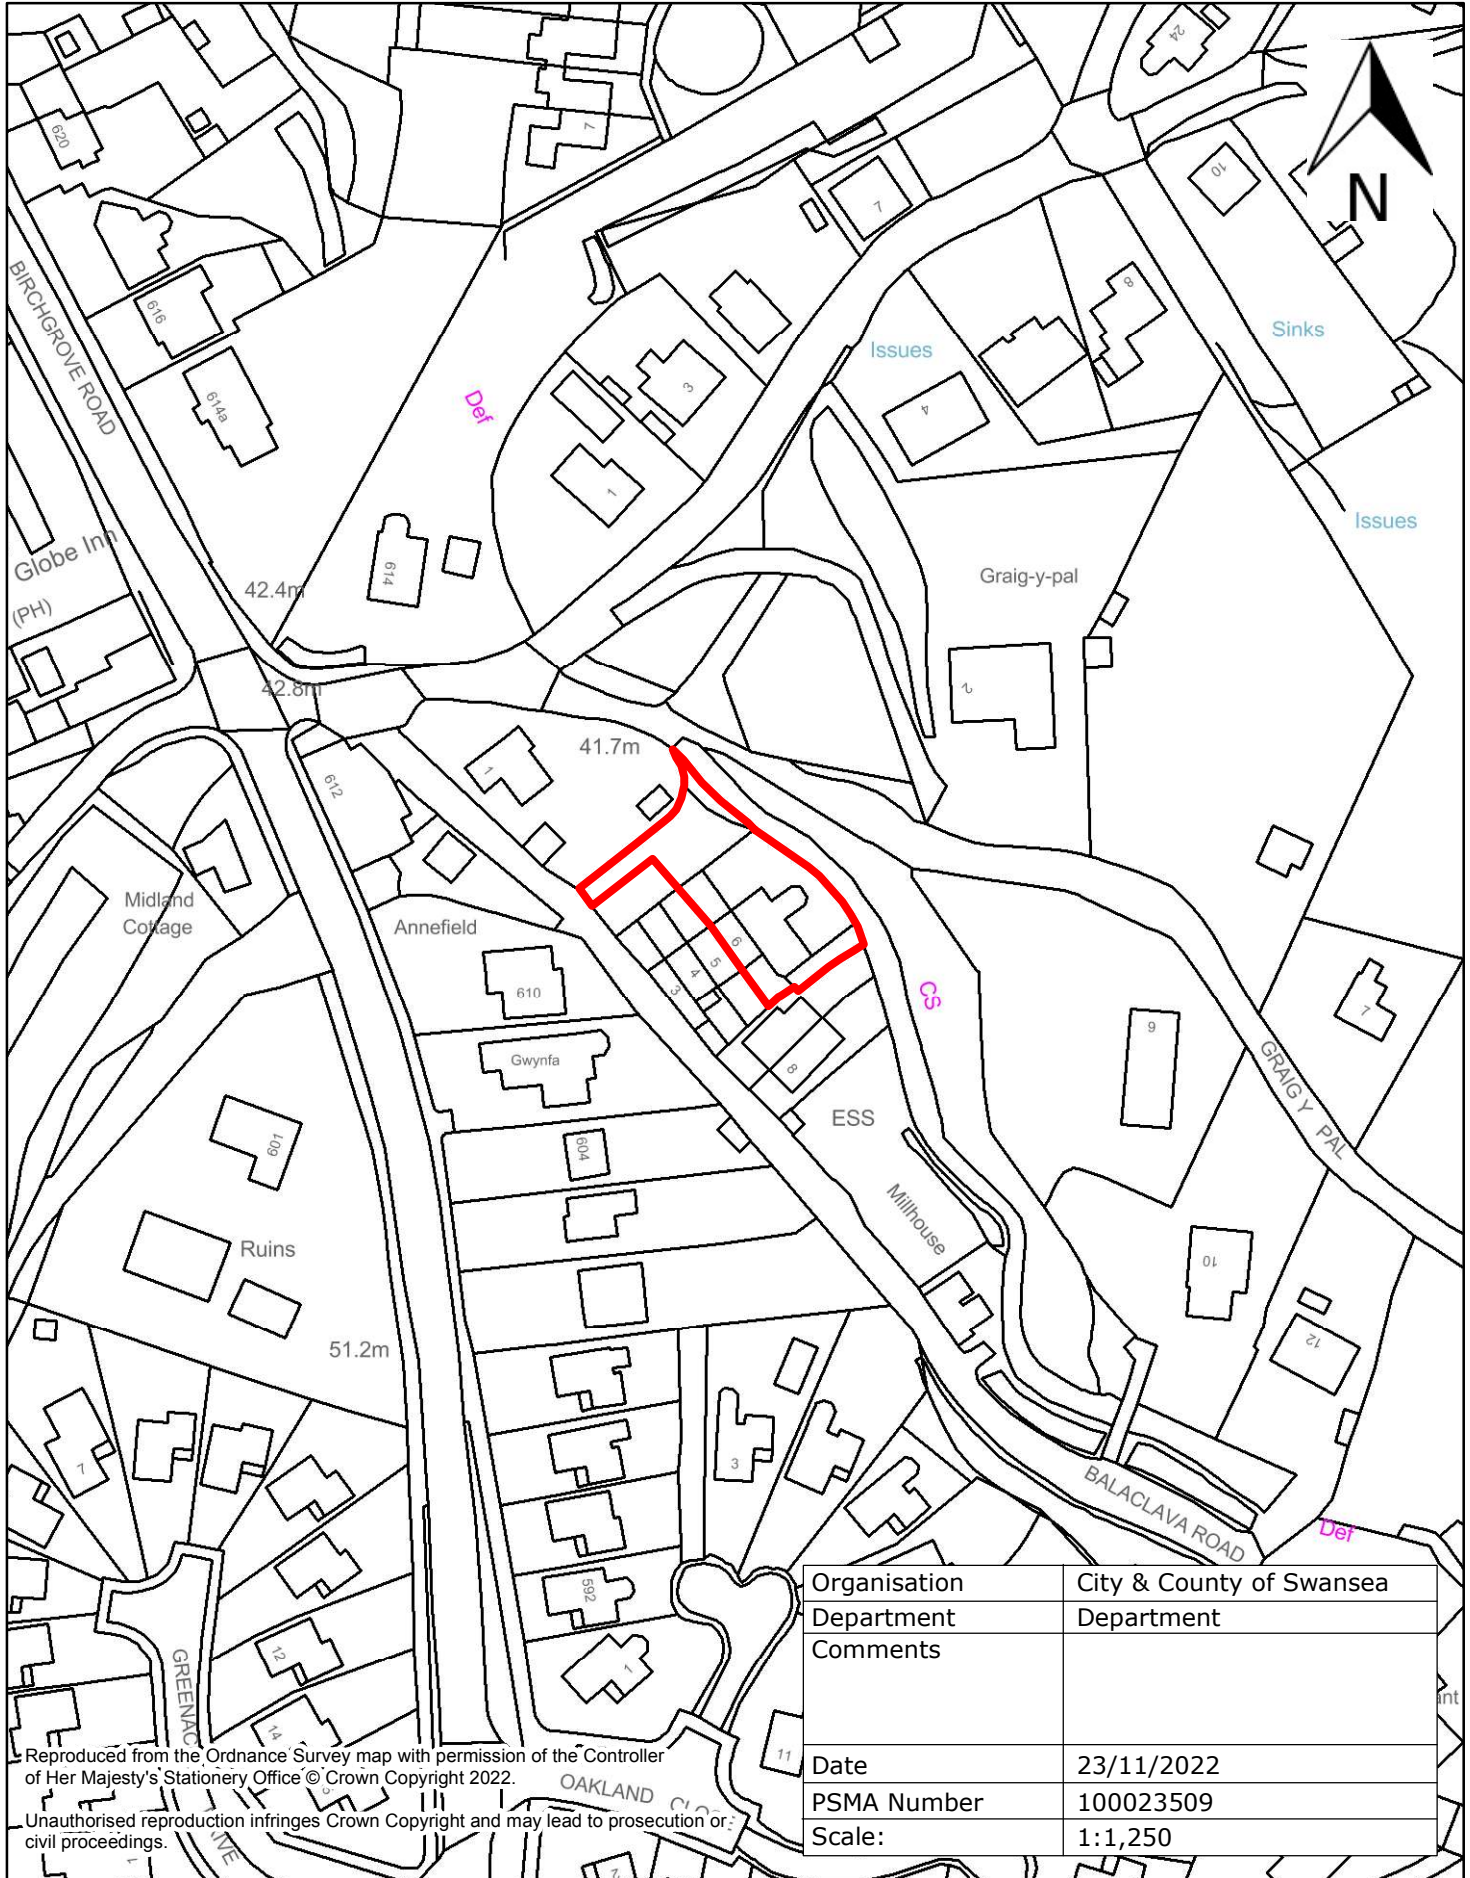 24
620
7
7
10
N
BIRCHGROVE ROAD
616
8
Sinks
Issues
3
614a
Def
4
1
Issues
Globe Inn
(PH)
614
42.4m
Graig-y-pal
42.8m
2
41.7m
1
612
Midland
Cottage
Annefield
6
5
4
3
610
CS
7
9
Gwynfa
8
GRAIG Y PAL
ESS
601
604
Millhouse
Ruins
10
51.2m
12
7
3
BALACLAVA ROAD
Def
592
12
1
GREENAC
14
11
OAKLAND CLOSE
RIVE
Organisation City & County of Swansea
Department Department
Comments
Date 23/11/2022
PSMA Number 100023509
Scale: 1:1,250
Reproduced from the Ordnance Survey map with permission of the Controller
of Her Majesty's Stationery Office © Crown Copyright 2022.
Unauthorised reproduction infringes Crown Copyright and may lead to prosecution or
civil proceedings.